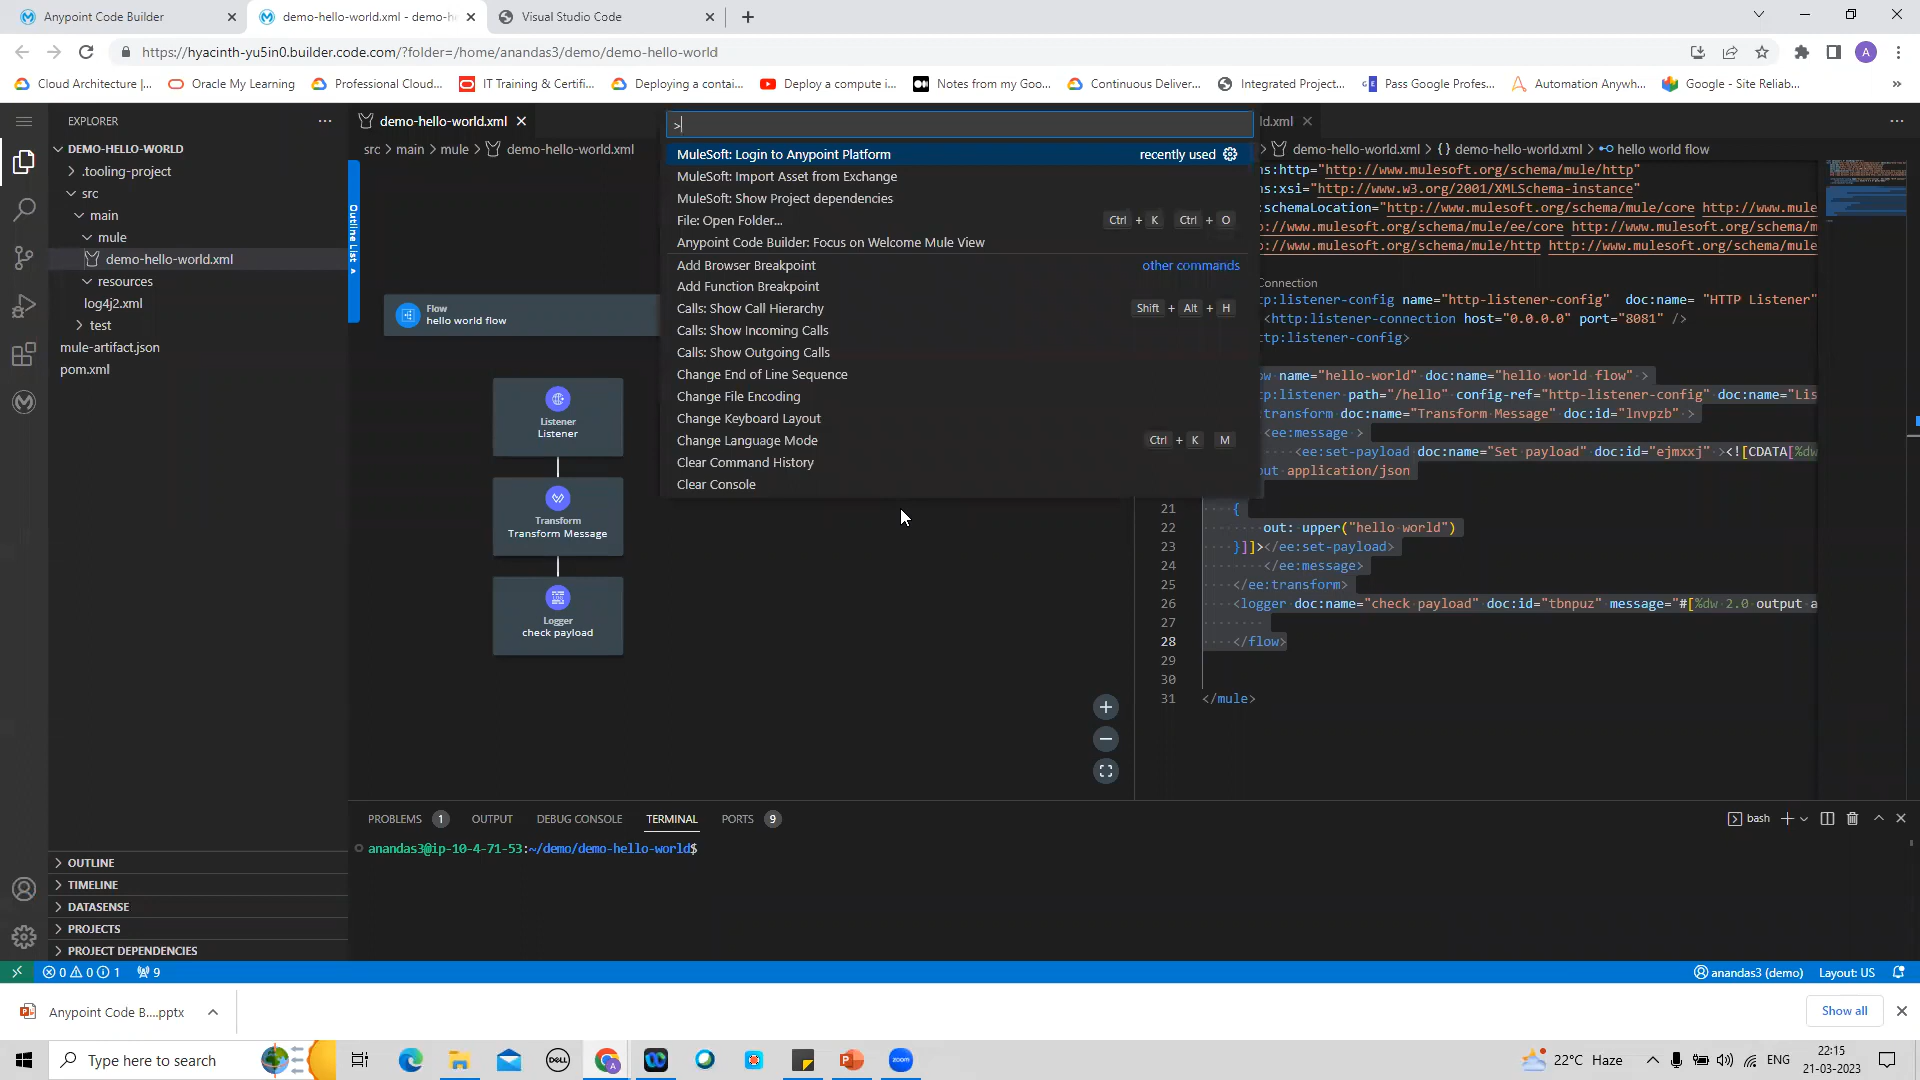 Anypoint Code Builder
demo-hello-world.xml - demo-he
Visual Studio Code
https://hyacinth-yu5in0.builder.code.com/?folder=/home/anandas3/demo/demo-hello-world
A
Cloud Architecture |...
Oracle My Learning
Professional Cloud...
IT Training & Certifi...
Deploying a contai...
Deploy a compute i...
Notes from my Goo...
Continuous Deliver...
Integrated Project...
Pass Google Profes...
Automation Anywh...
Google - Site Reliab...
EXPLORER
DEMO-HELLO-WORLD
.tooling-project
src
main
mule
demo-hello-world.xml
resources
log4j2.xml
test
mule-artifact.json
pom.xml
OUTLINE
TIMELINE
DATASENSE
PROJECTS
PROJECT DEPENDENCIES
demo-hello-world.xml
src > main > mule > demo-hello-world.xml
Outline List
Flow
hello world flow
Listener
Listener
Transform
Transform Message
Logger
check payload
>
MuleSoft: Login to Anypoint Platform recently used
MuleSoft: Import Asset from Exchange
MuleSoft: Show Project dependencies
File: Open Folder... Ctrl + K Ctrl + O
Anypoint Code Builder: Focus on Welcome Mule View
Add Browser Breakpoint other commands
Add Function Breakpoint
Calls: Show Call Hierarchy Shift + Alt + H
Calls: Show Incoming Calls
Calls: Show Outgoing Calls
Change End of Line Sequence
Change File Encoding
Change Keyboard Layout
Change Language Mode Ctrl + K M
Clear Command History
Clear Console
ld.xml
> demo-hello-world.xml > {} demo-hello-world.xml > hello world flow
ns:http="http://www.mulesoft.org/schema/mule/http"
ns:xsi="http://www.w3.org/2001/XMLSchema-instance"
:schemaLocation="http://www.mulesoft.org/schema/mule/core http://www.mule
://www.mulesoft.org/schema/mule/ee/core http://www.mulesoft.org/schema/mu
://www.mulesoft.org/schema/mule/http http://www.mulesoft.org/schema/mule/
Connection
tp:listener-config name="http-listener-config" doc:name= "HTTP Listener"
<http:listener-connection host="0.0.0.0" port="8081" />
ttp:listener-config>
ow name="hello-world" doc:name="hello world flow" >
tp:listener path="/hello" config-ref="http-listener-config" doc:name="Lis
:transform doc:name="Transform Message" doc:id="lnvpzb" >
<ee:message >
<ee:set-payload doc:name="Set payload" doc:id="ejmxxj" ><![CDATA[%dw
ut application/json
21 {
22 out: upper("hello world")
23 }]]></ee:set-payload>
24 </ee:message>
25 </ee:transform>
26 <logger doc:name="check payload" doc:id="tbnpuz" message="#[%dw 2.0 output a
27
28 </flow>
29
30
31 </mule>
PROBLEMS 1
OUTPUT
DEBUG CONSOLE
TERMINAL
PORTS 9
bash
anandas3@ip-10-4-71-53:~/demo/demo-hello-world$
0 0 1 9
anandas3 (demo)
Layout: US
Anypoint Code B....pptx
Show all
Type here to search
DELL
A
zoom
22°C Haze
ENG
22:15
21-03-2023